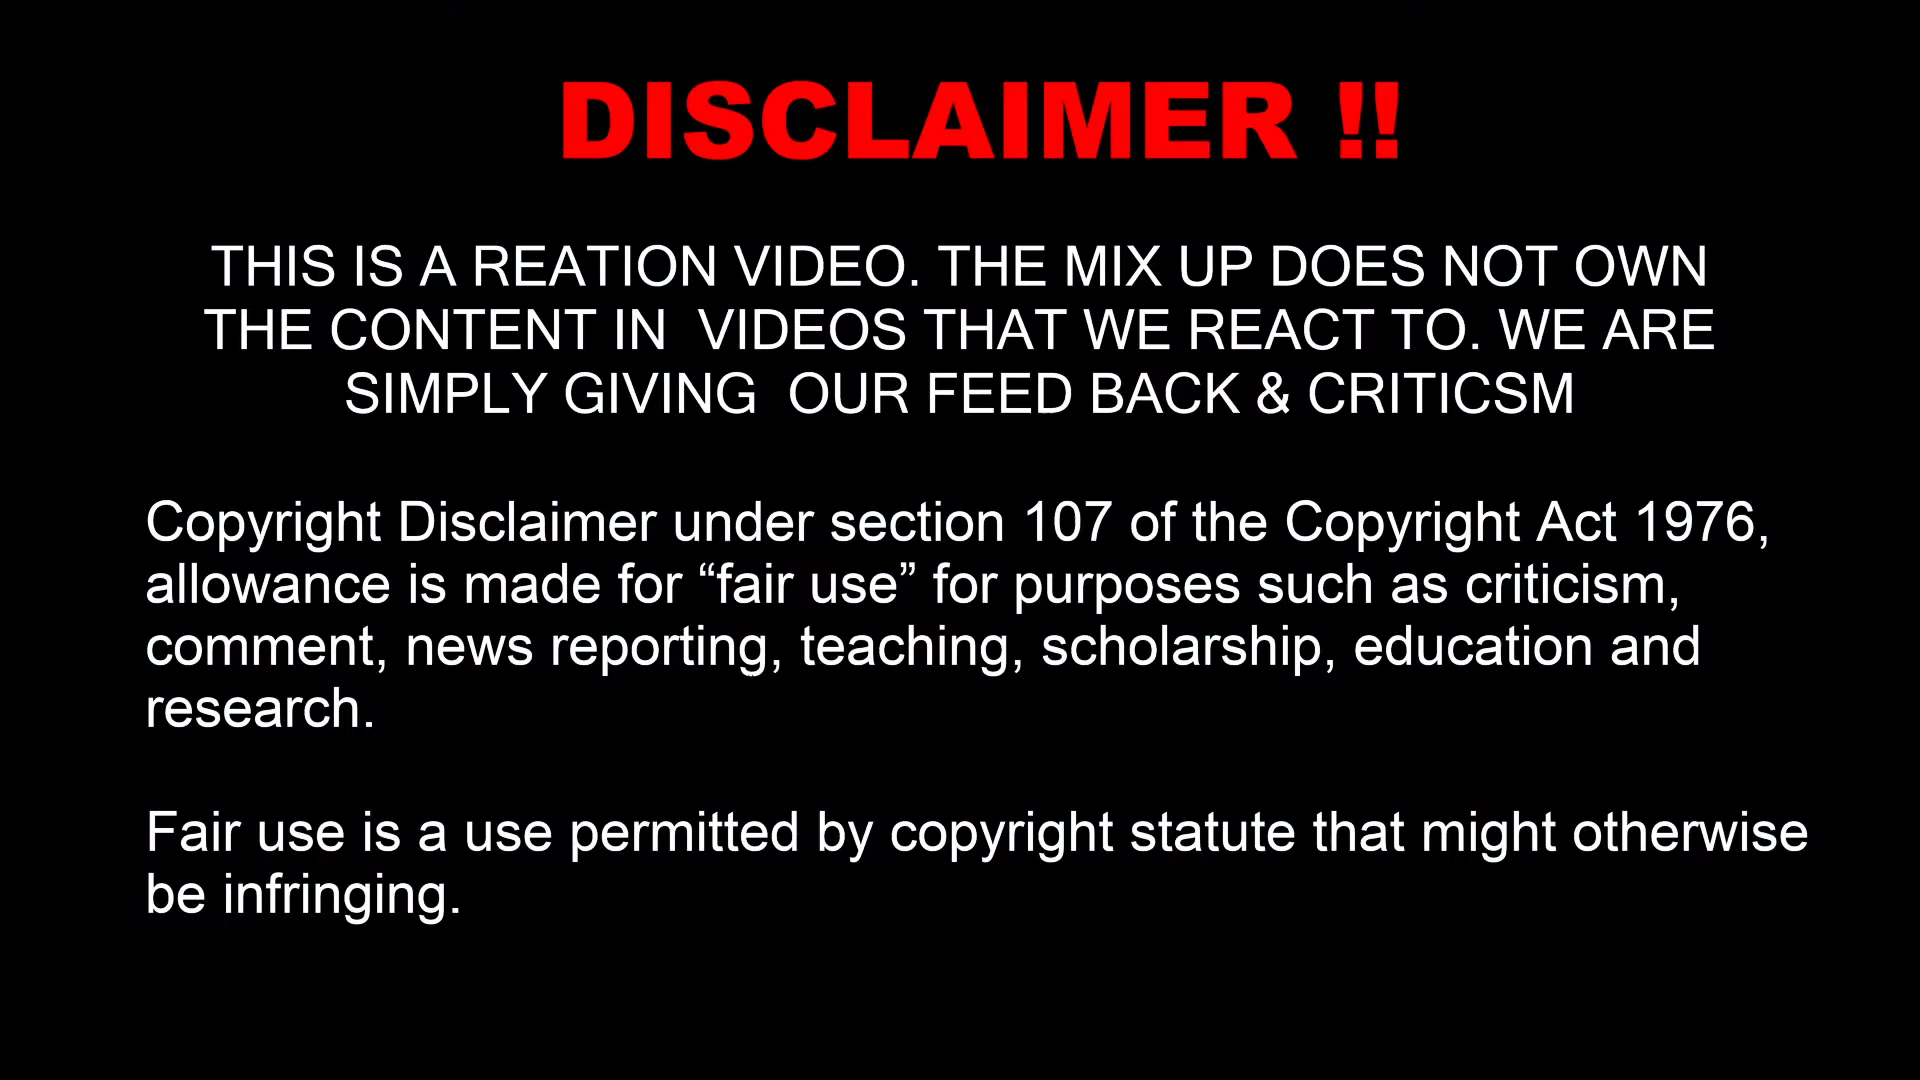 DISCLAIMER !!
THIS IS A REATION VIDEO. THE MIX UP DOES NOT OWN
THE CONTENT IN  VIDEOS THAT WE REACT TO. WE ARE
SIMPLY GIVING  OUR FEED BACK & CRITICSM
Copyright Disclaimer under section 107 of the Copyright Act 1976,
allowance is made for “fair use” for purposes such as criticism,
comment, news reporting, teaching, scholarship, education and
research.
Fair use is a use permitted by copyright statute that might otherwise
be infringing.